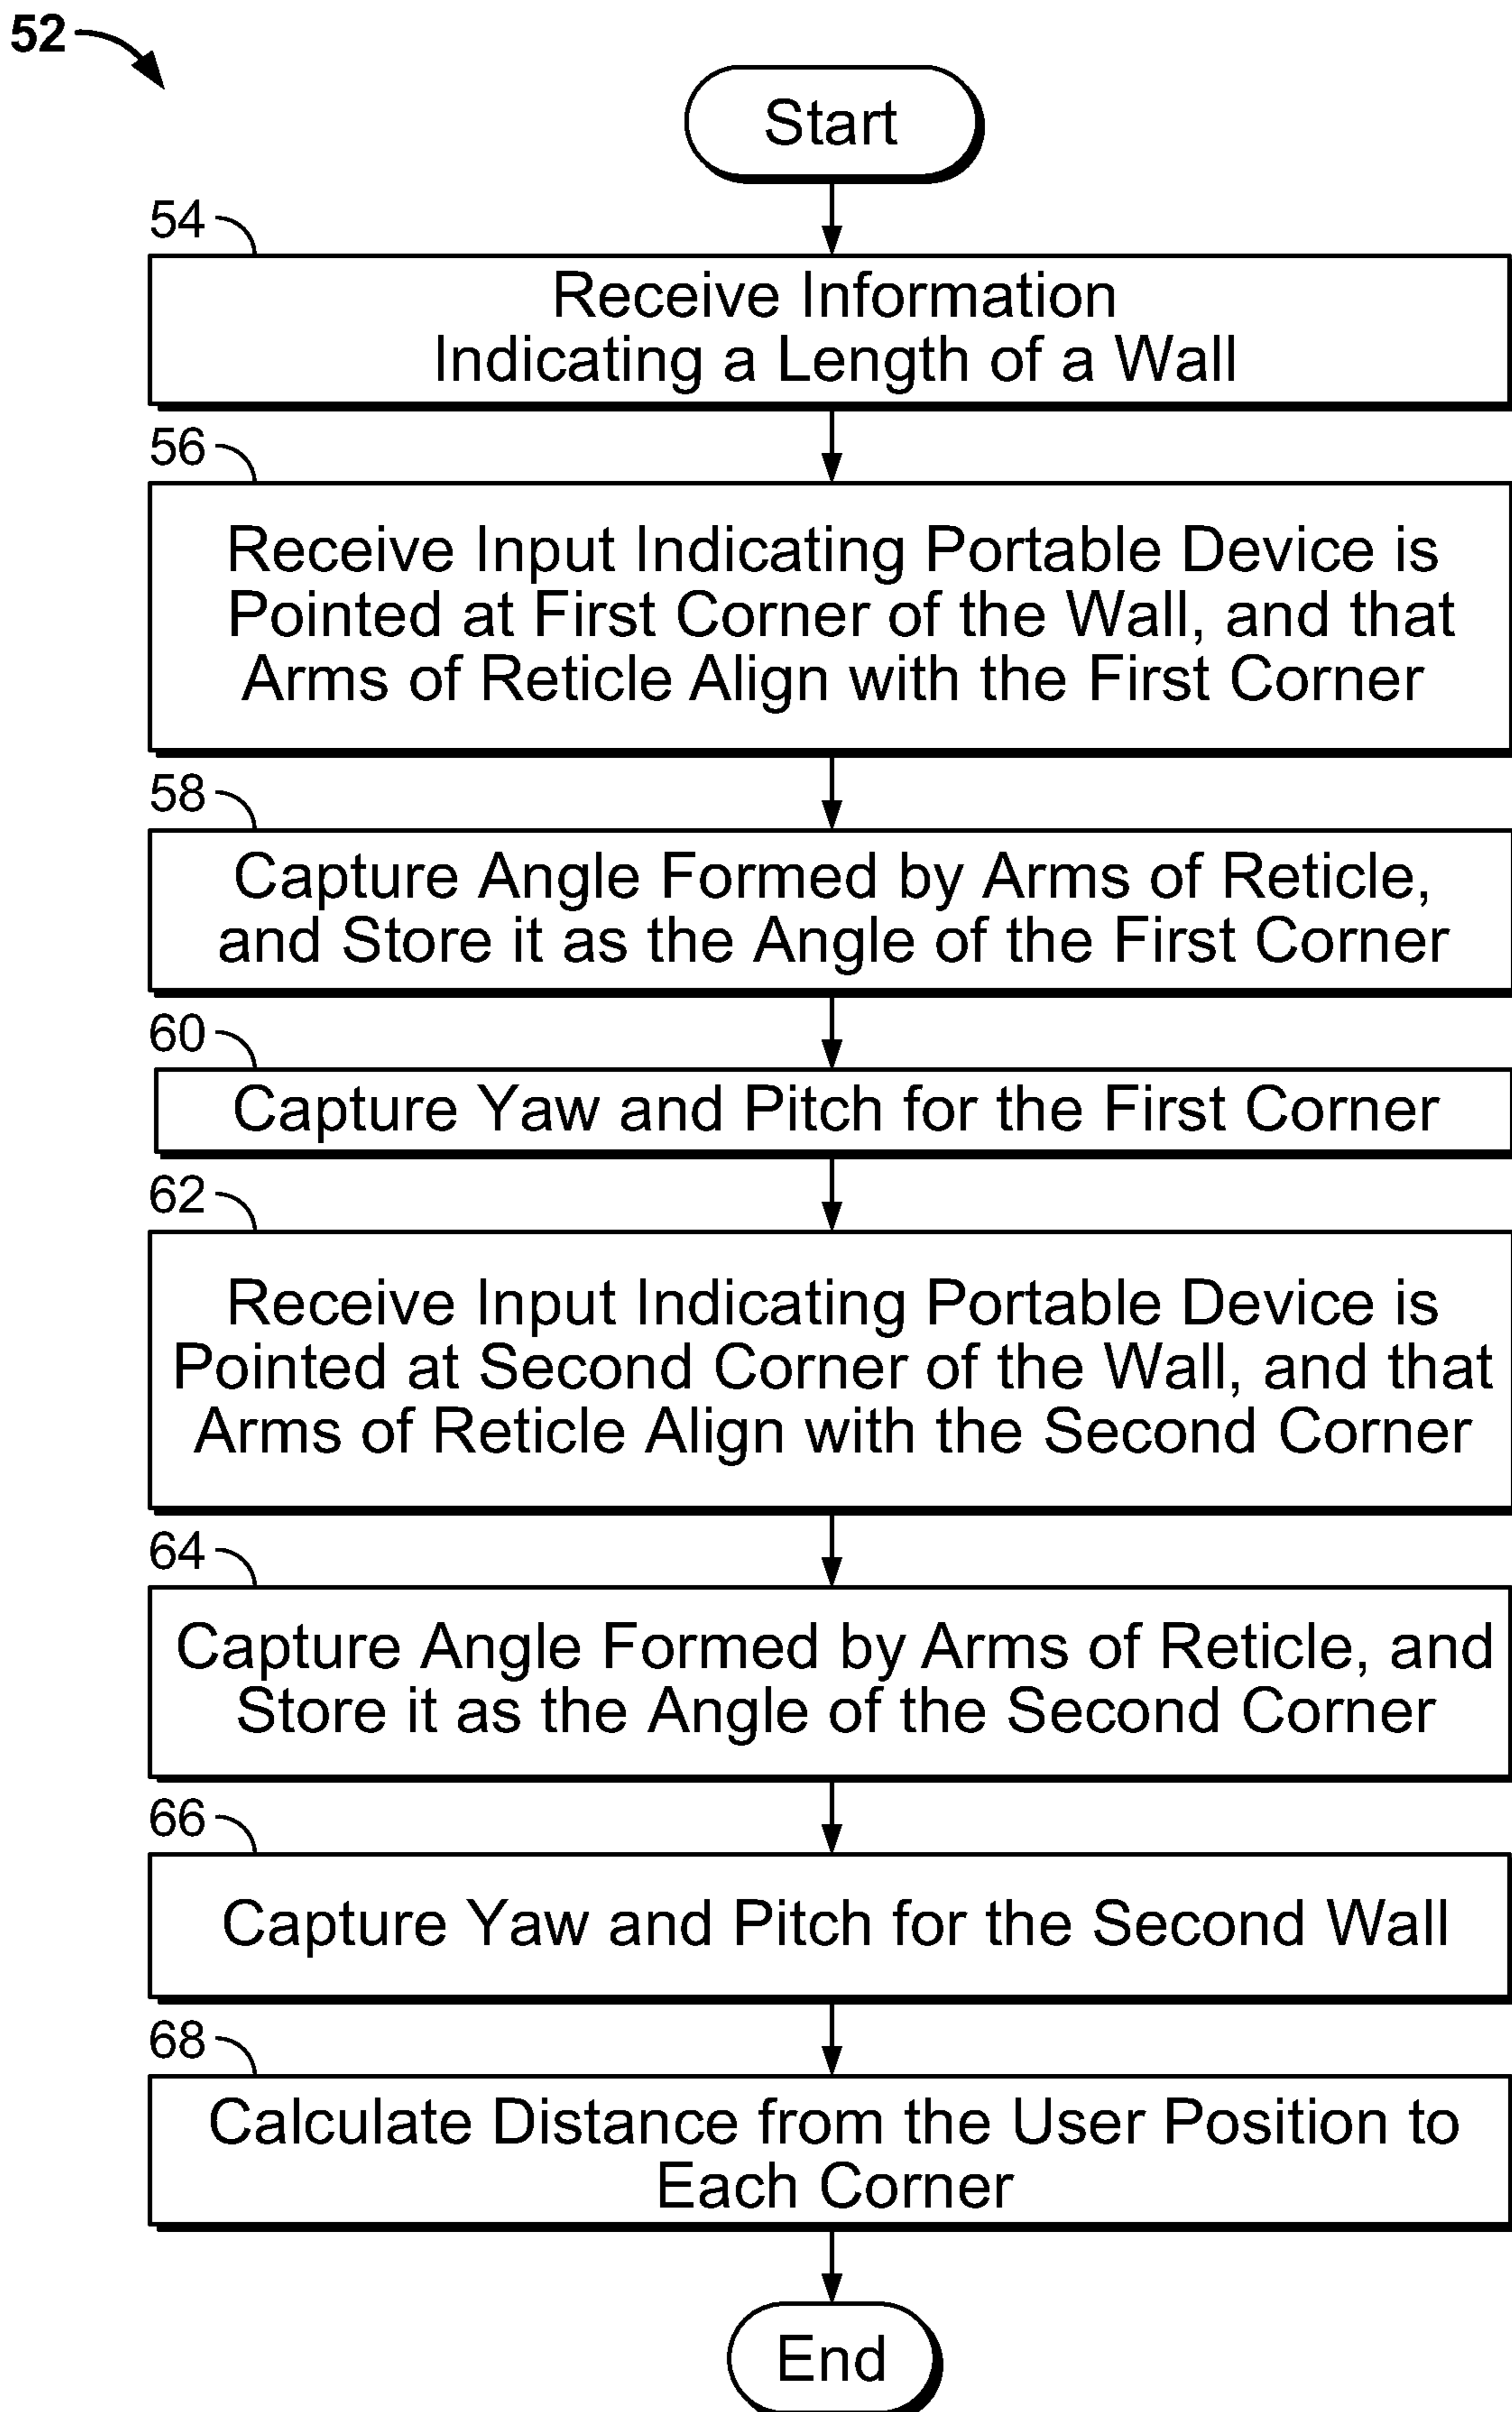 52
Start
54
Receive Information
Indicating a Length of a Wall
56
Receive Input Indicating Portable Device is
Pointed at First Corner of the Wall, and that
Arms of Reticle Align with the First Corner
58
Capture Angle Formed by Arms of Reticle,
and Store it as the Angle of the First Corner
60
Capture Yaw and Pitch for the First Corner
62
Receive Input Indicating Portable Device is
Pointed at Second Corner of the Wall, and that
Arms of Reticle Align with the Second Corner
64
Capture Angle Formed by Arms of Reticle, and
Store it as the Angle of the Second Corner
66
Capture Yaw and Pitch for the Second Wall
68
Calculate Distance from the User Position to
Each Corner
End